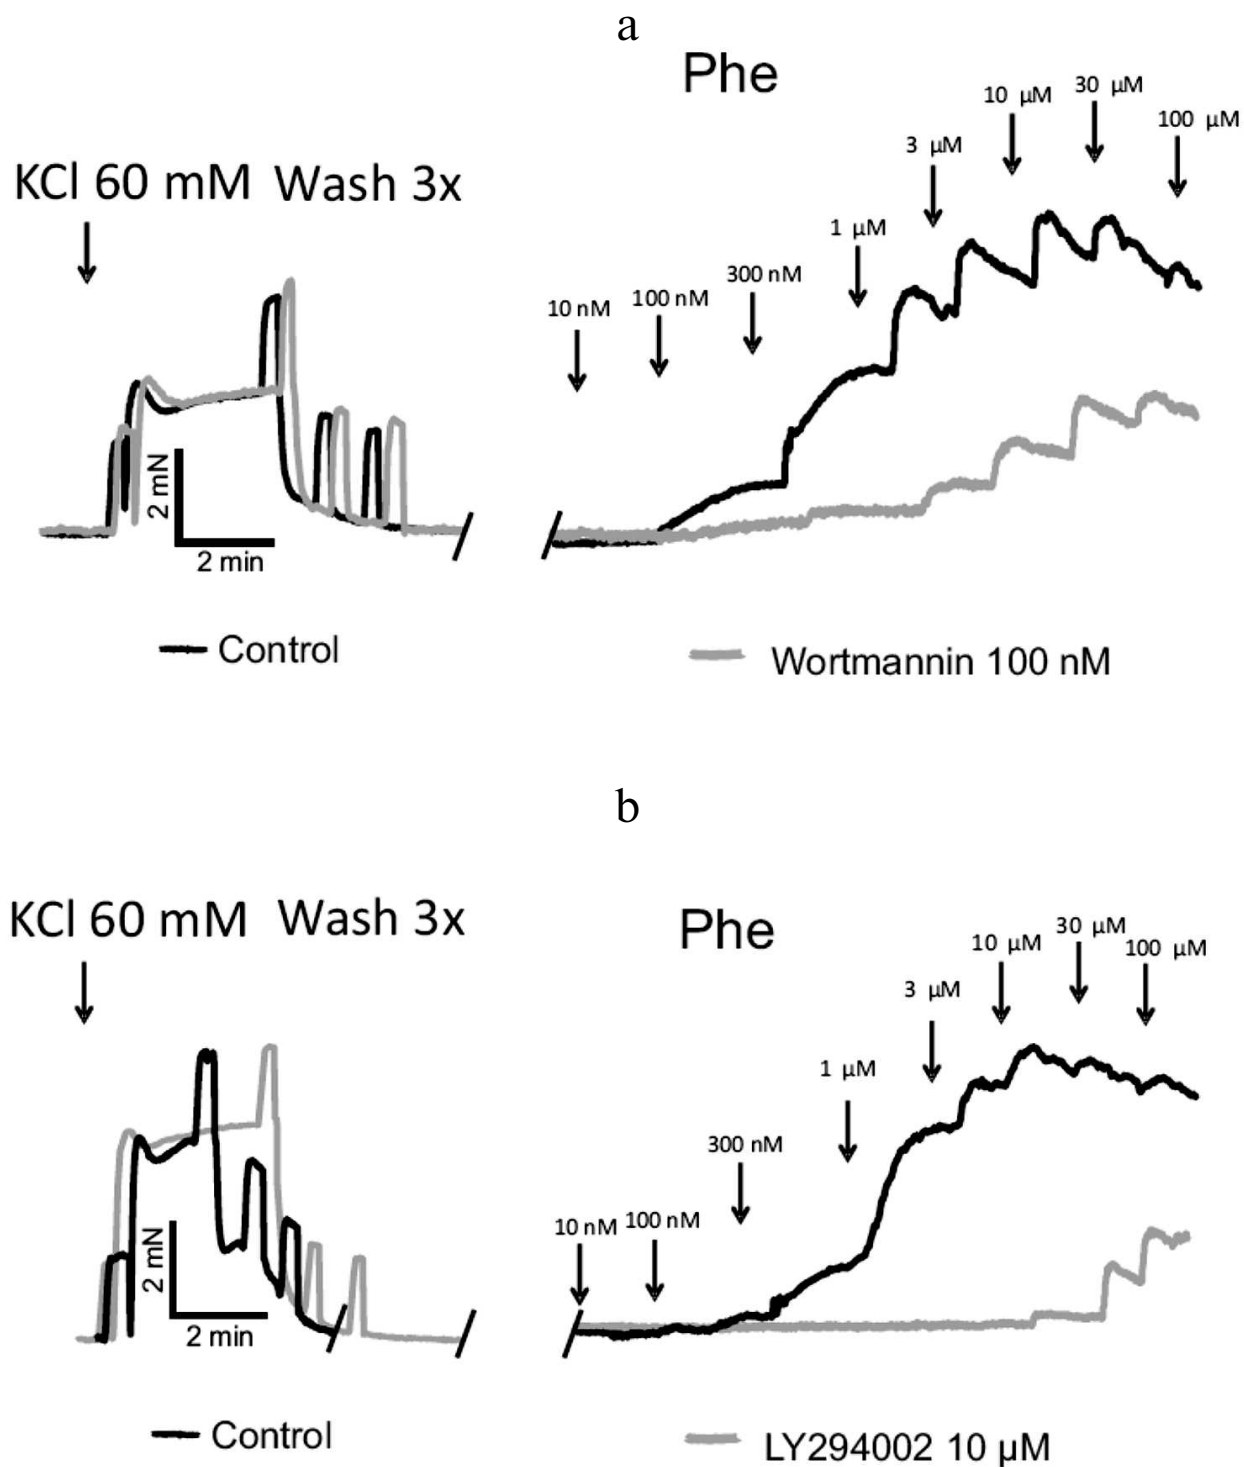 a
Phe
KCl 60 mM Wash 3x
10 nM
100 nM
300 nM
1 µM
3 µM
10 µM
30 µM
100 µM
2 mN
2 min
Control
Wortmannin 100 nM
b
KCl 60 mM Wash 3x
Phe
10 nM
100 nM
300 nM
1 µM
3 µM
10 µM
30 µM
100 µM
2 mN
2 min
Control
LY294002 10 µM